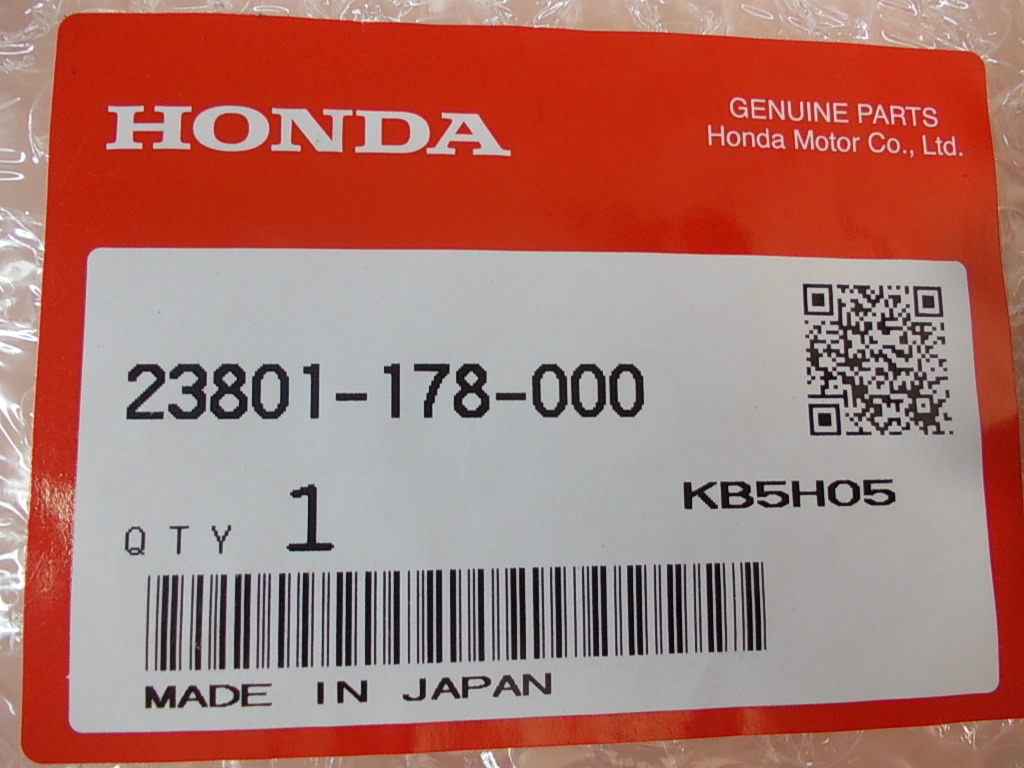 HONDA
GENUINE PARTS
Honda Motor Co., Ltd.
23801-178-000
KB5H05
QTY 1
MADE IN JAPAN